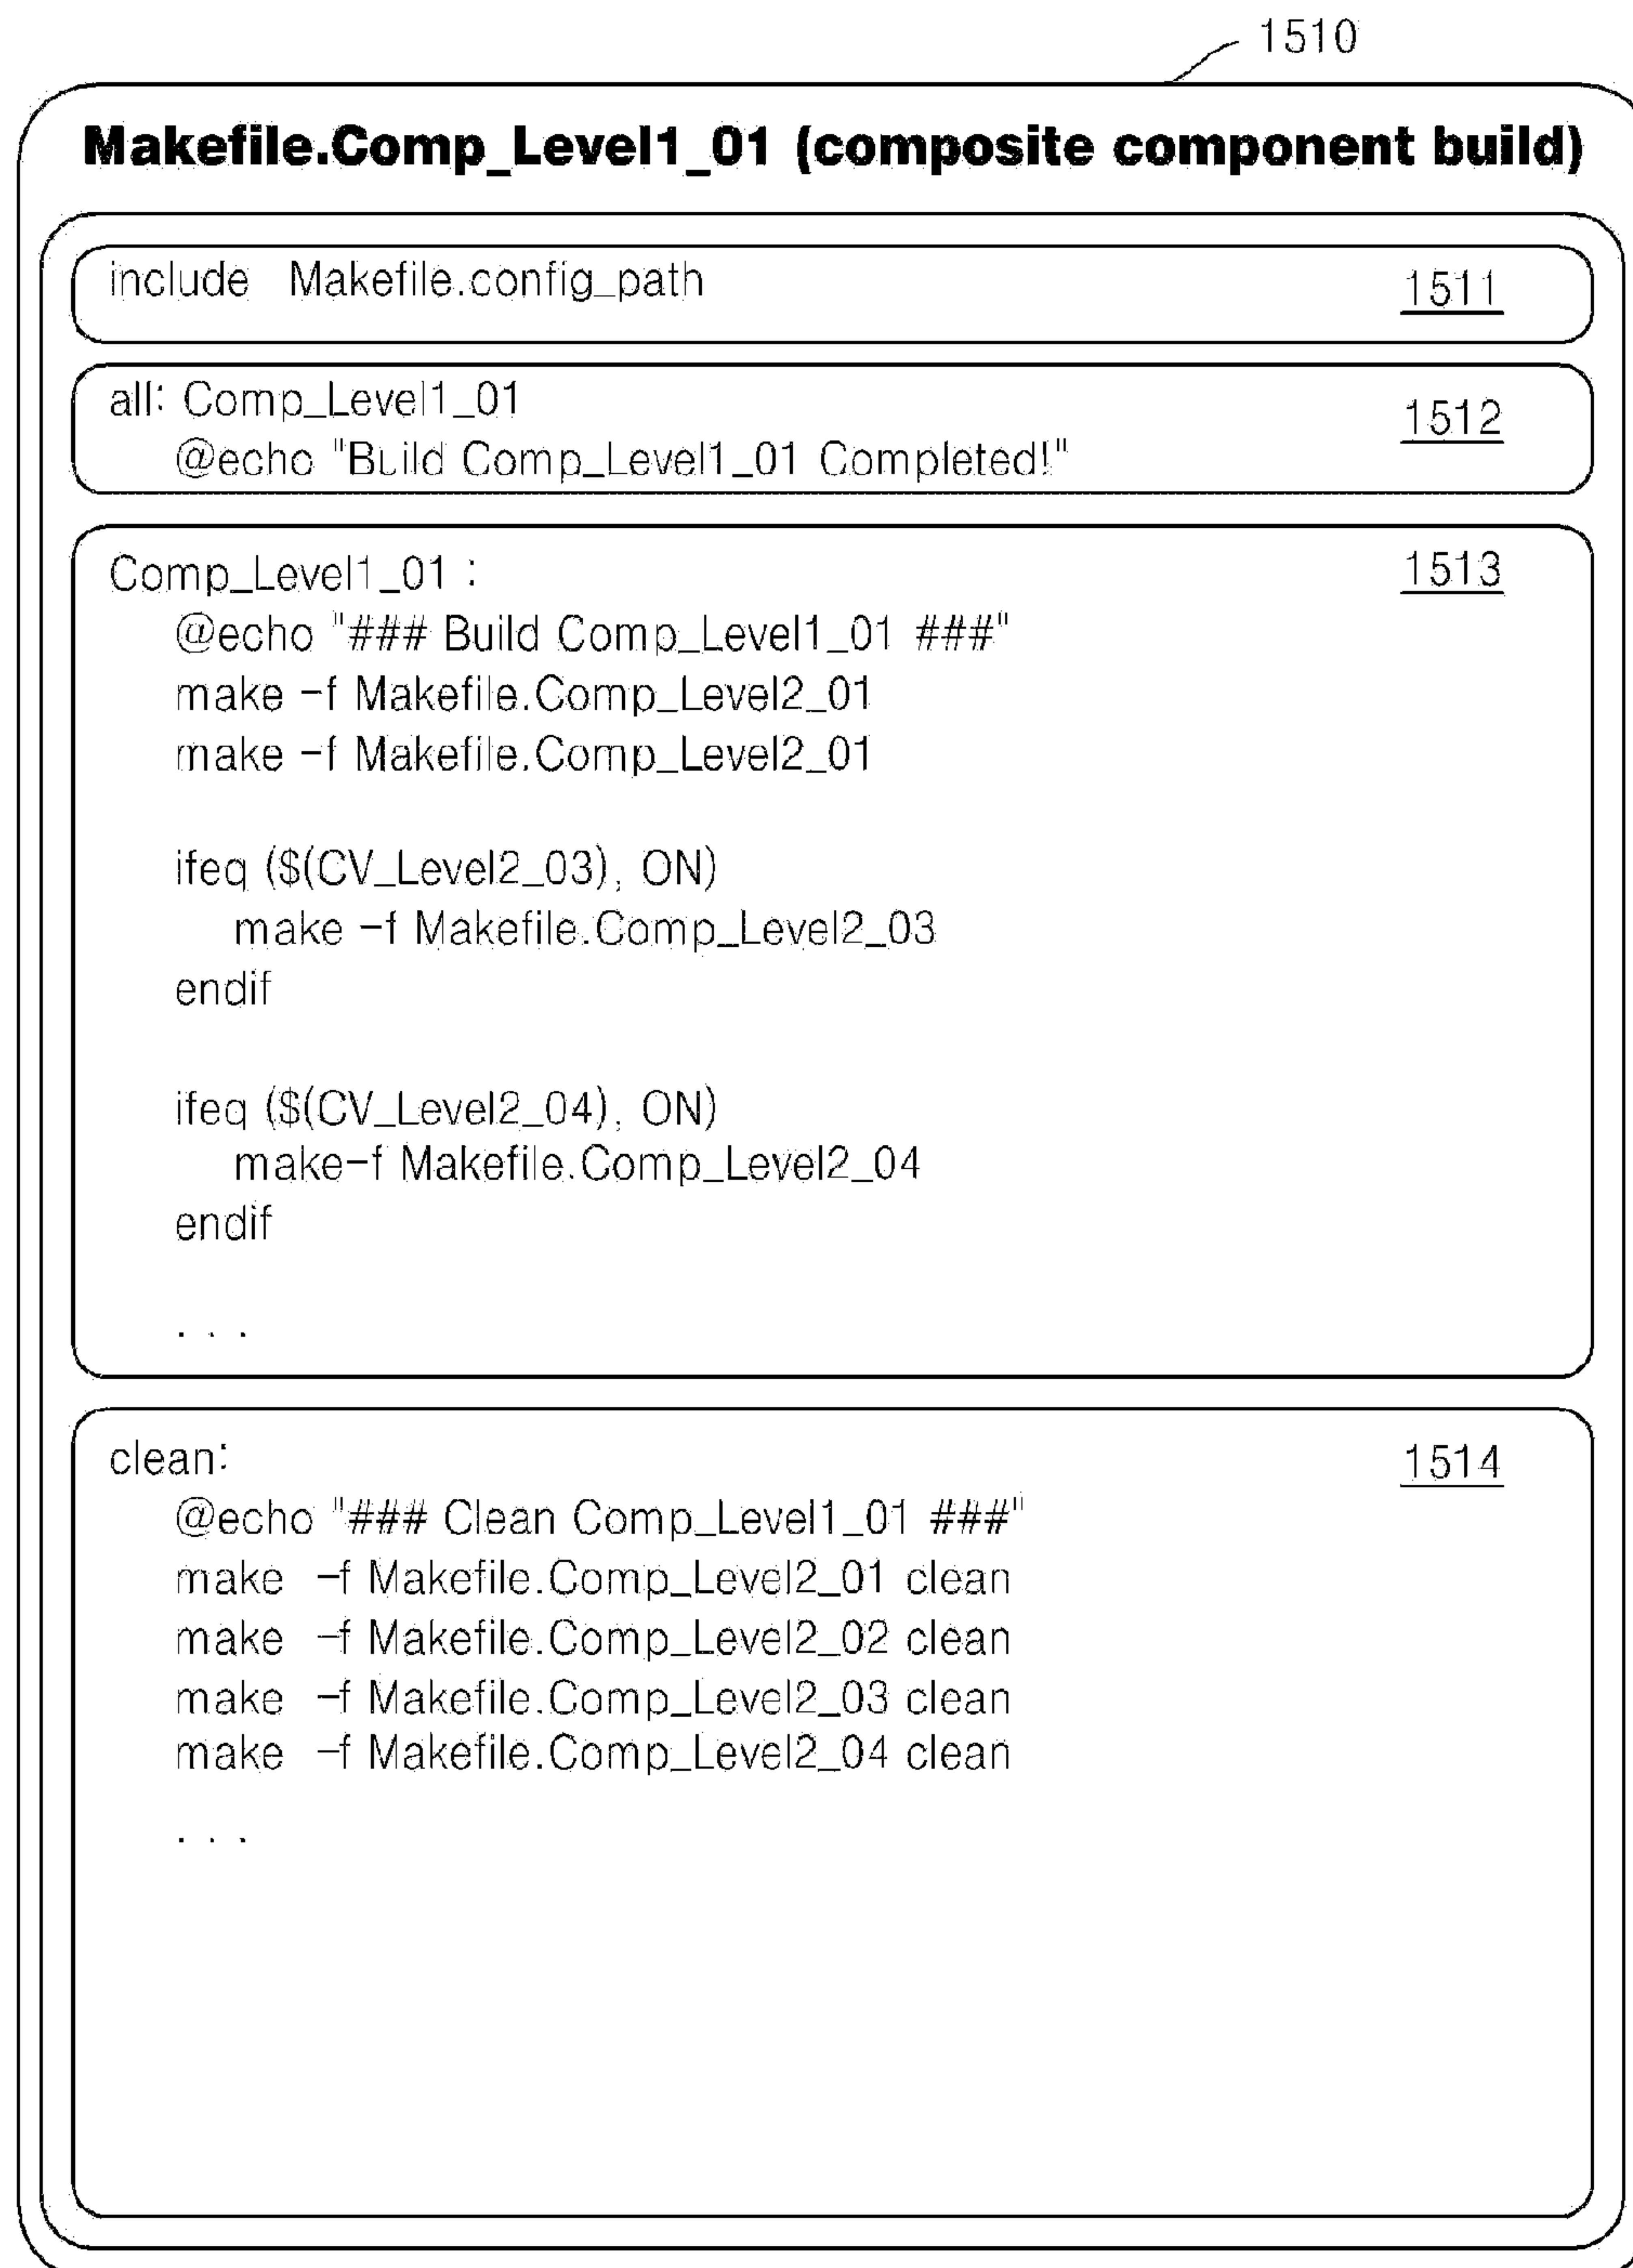 1510
Makefile.Comp_Level1_01 (composite component build)
include Makefile.config_path 1511
all: Comp_Level1_01 1512
@echo "Build Comp_Level1_01 Completed!"
Comp_Level1_01 : 1513
@echo "### Build Comp_Level1_01 ###"
make -f Makefile.Comp_Level2_01
make -f Makefile.Comp_Level2_01
ifeq ($(CV_Level2_03), ON)
make -f Makefile.Comp_Level2_03
endif
ifeq ($(CV_Level2_04), ON)
make-f Makefile.Comp_Level2_04
endif
. . .
clean: 1514
@echo "### Clean Comp_Level1_01 ###"
make -f Makefile.Comp_Level2_01 clean
make -f Makefile.Comp_Level2_02 clean
make -f Makefile.Comp_Level2_03 clean
make -f Makefile.Comp_Level2_04 clean
. . .